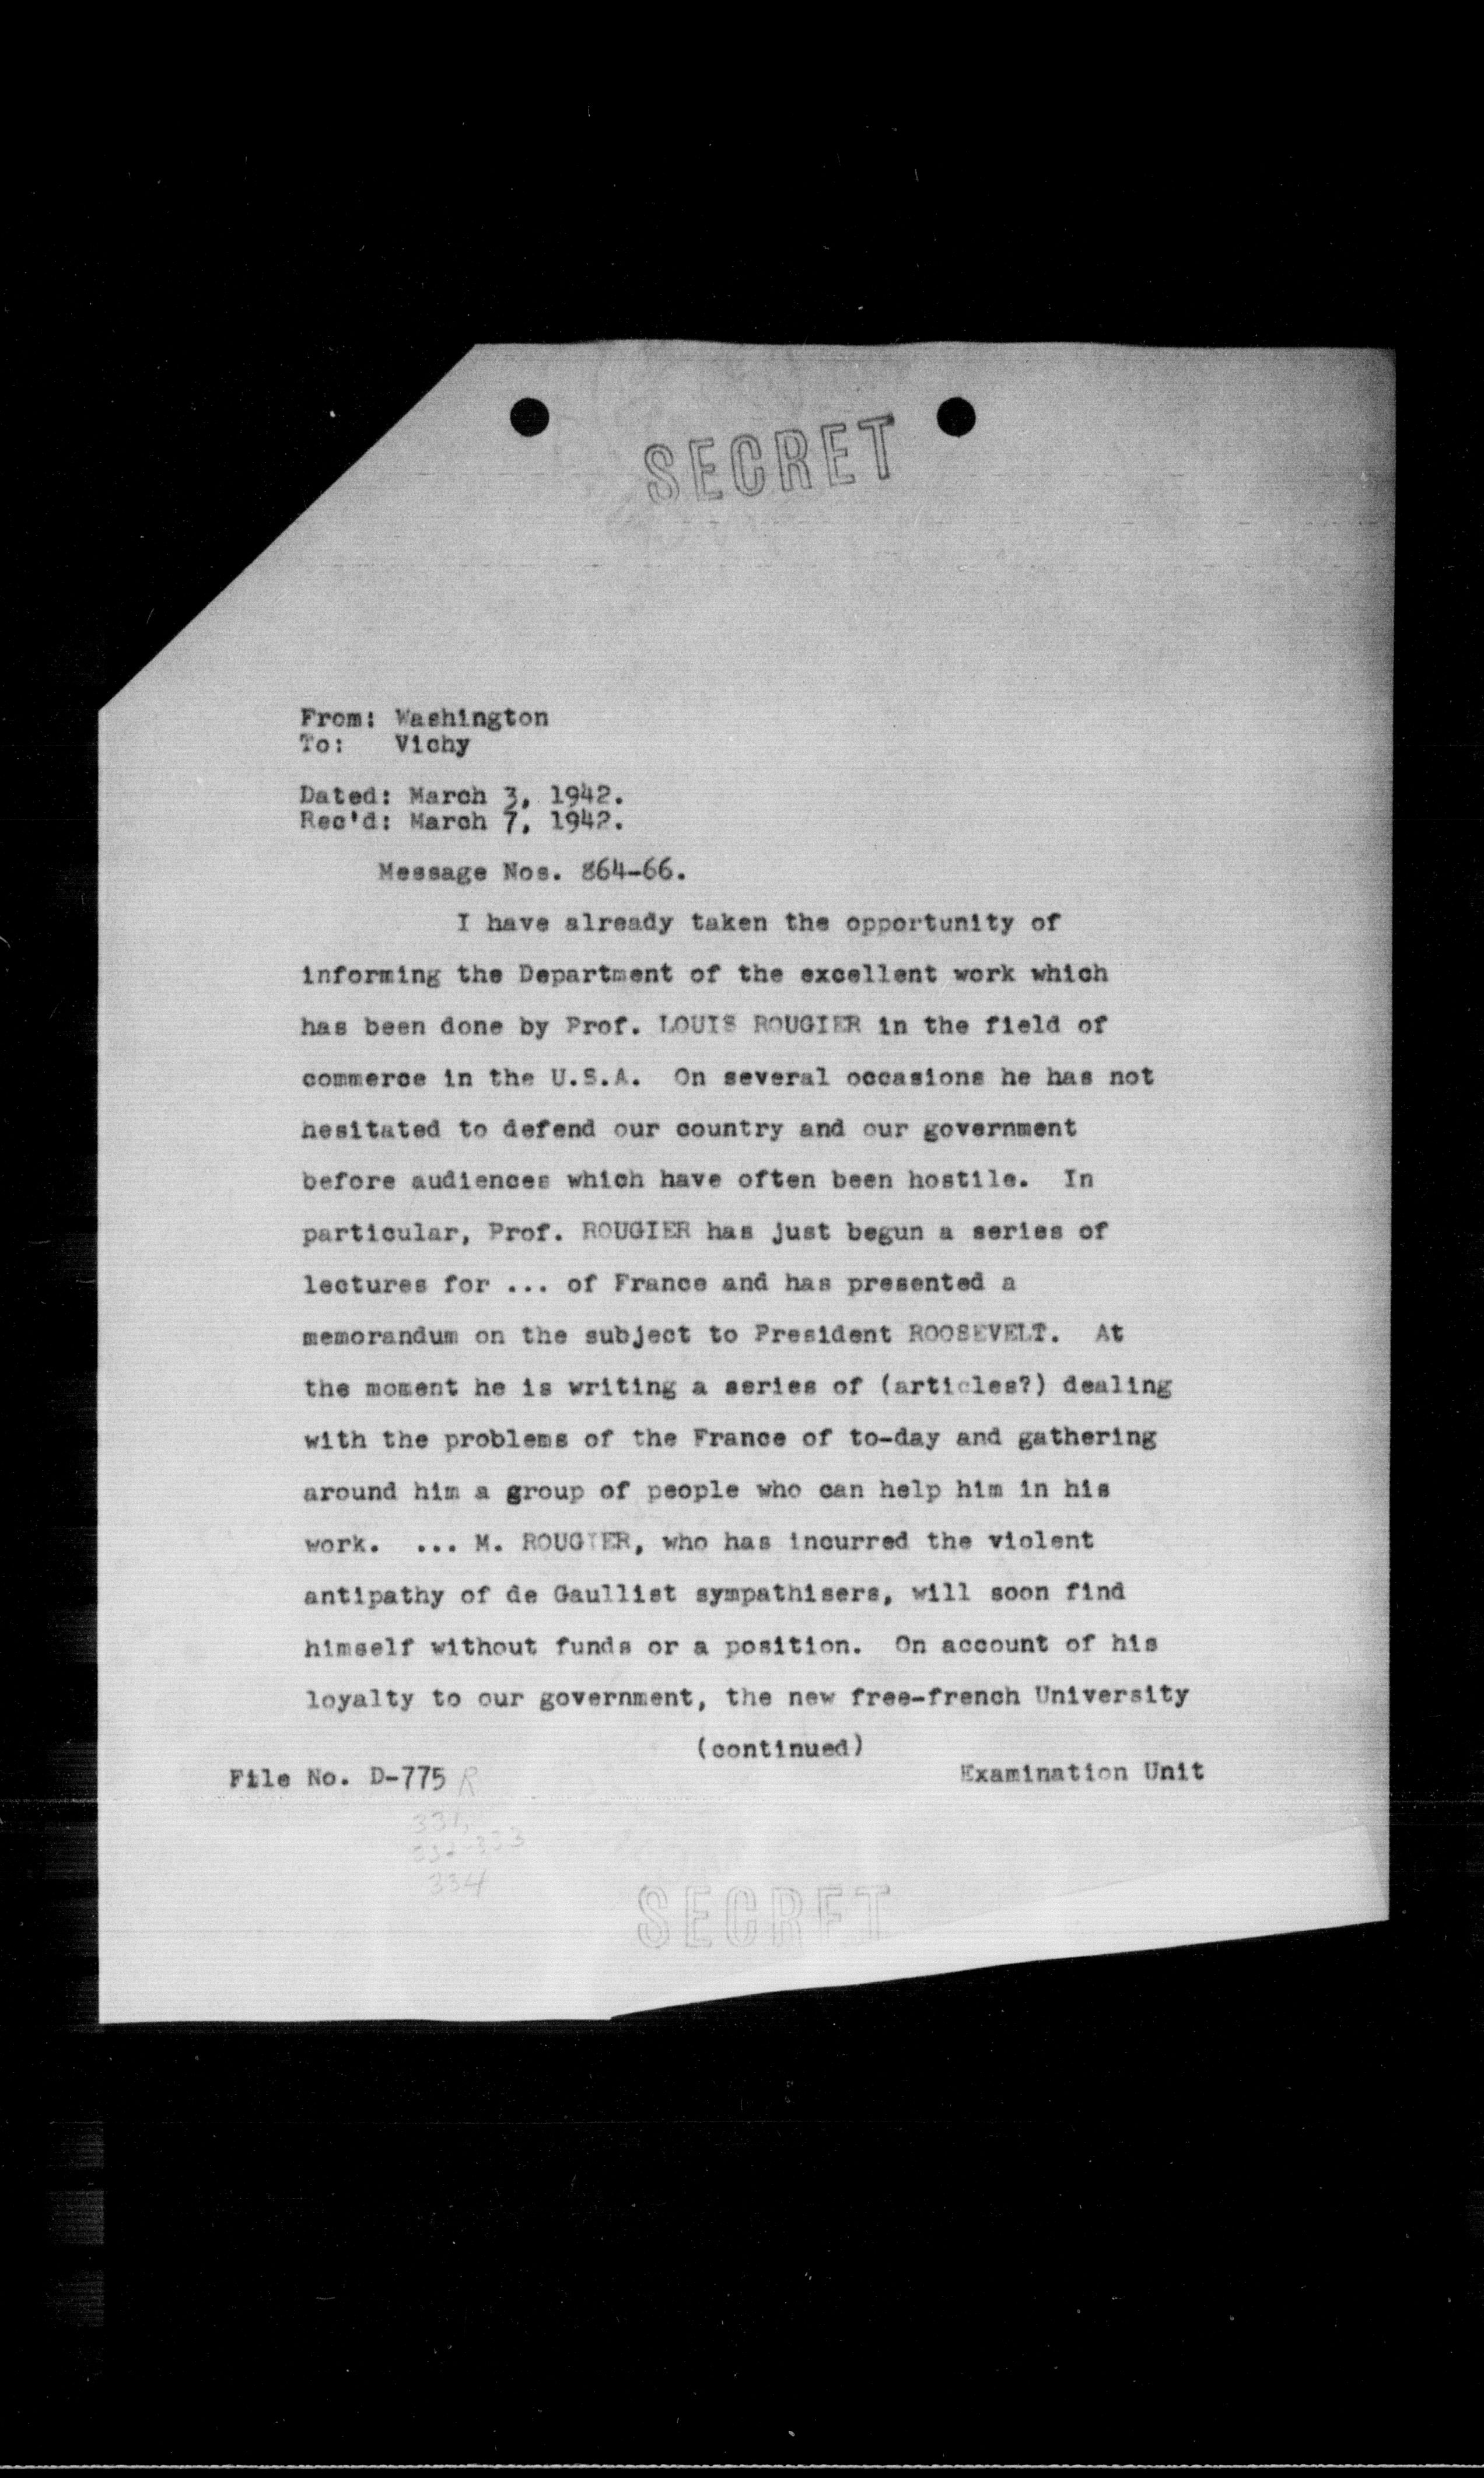 SECRET
From: Washington
To: Vichy
Dated: March 3, 1942.
Rec'd: March 7, 1942.
Message Nos. 864-66.
I have already taken the opportunity of
informing the Department of the excellent work which
has been done by Prof. LOUIS ROUGIER in the field of
commerce in the U.S.A. On several occasions he has not
hesitated to defend our country and our government
before audiences which have often been hostile. In
particular, Prof. ROUGIER has just begun a series of
lectures for ... of France and has presented a
memorandum on the subject to President ROOSEVELT. At
the moment he is writing a series of (articles?) dealing
with the problems of the France of to-day and gathering
around him a group of people who can help him in his
work. ... M. ROUGIER, who has incurred the violent
antipathy of de Gaullist sympathisers, will soon find
himself without funds or a position. On account of his
loyalty to our government, the new free-french University
(continued)
File No. D-775 R
Examination Unit
331,
332-333
334
SECRET